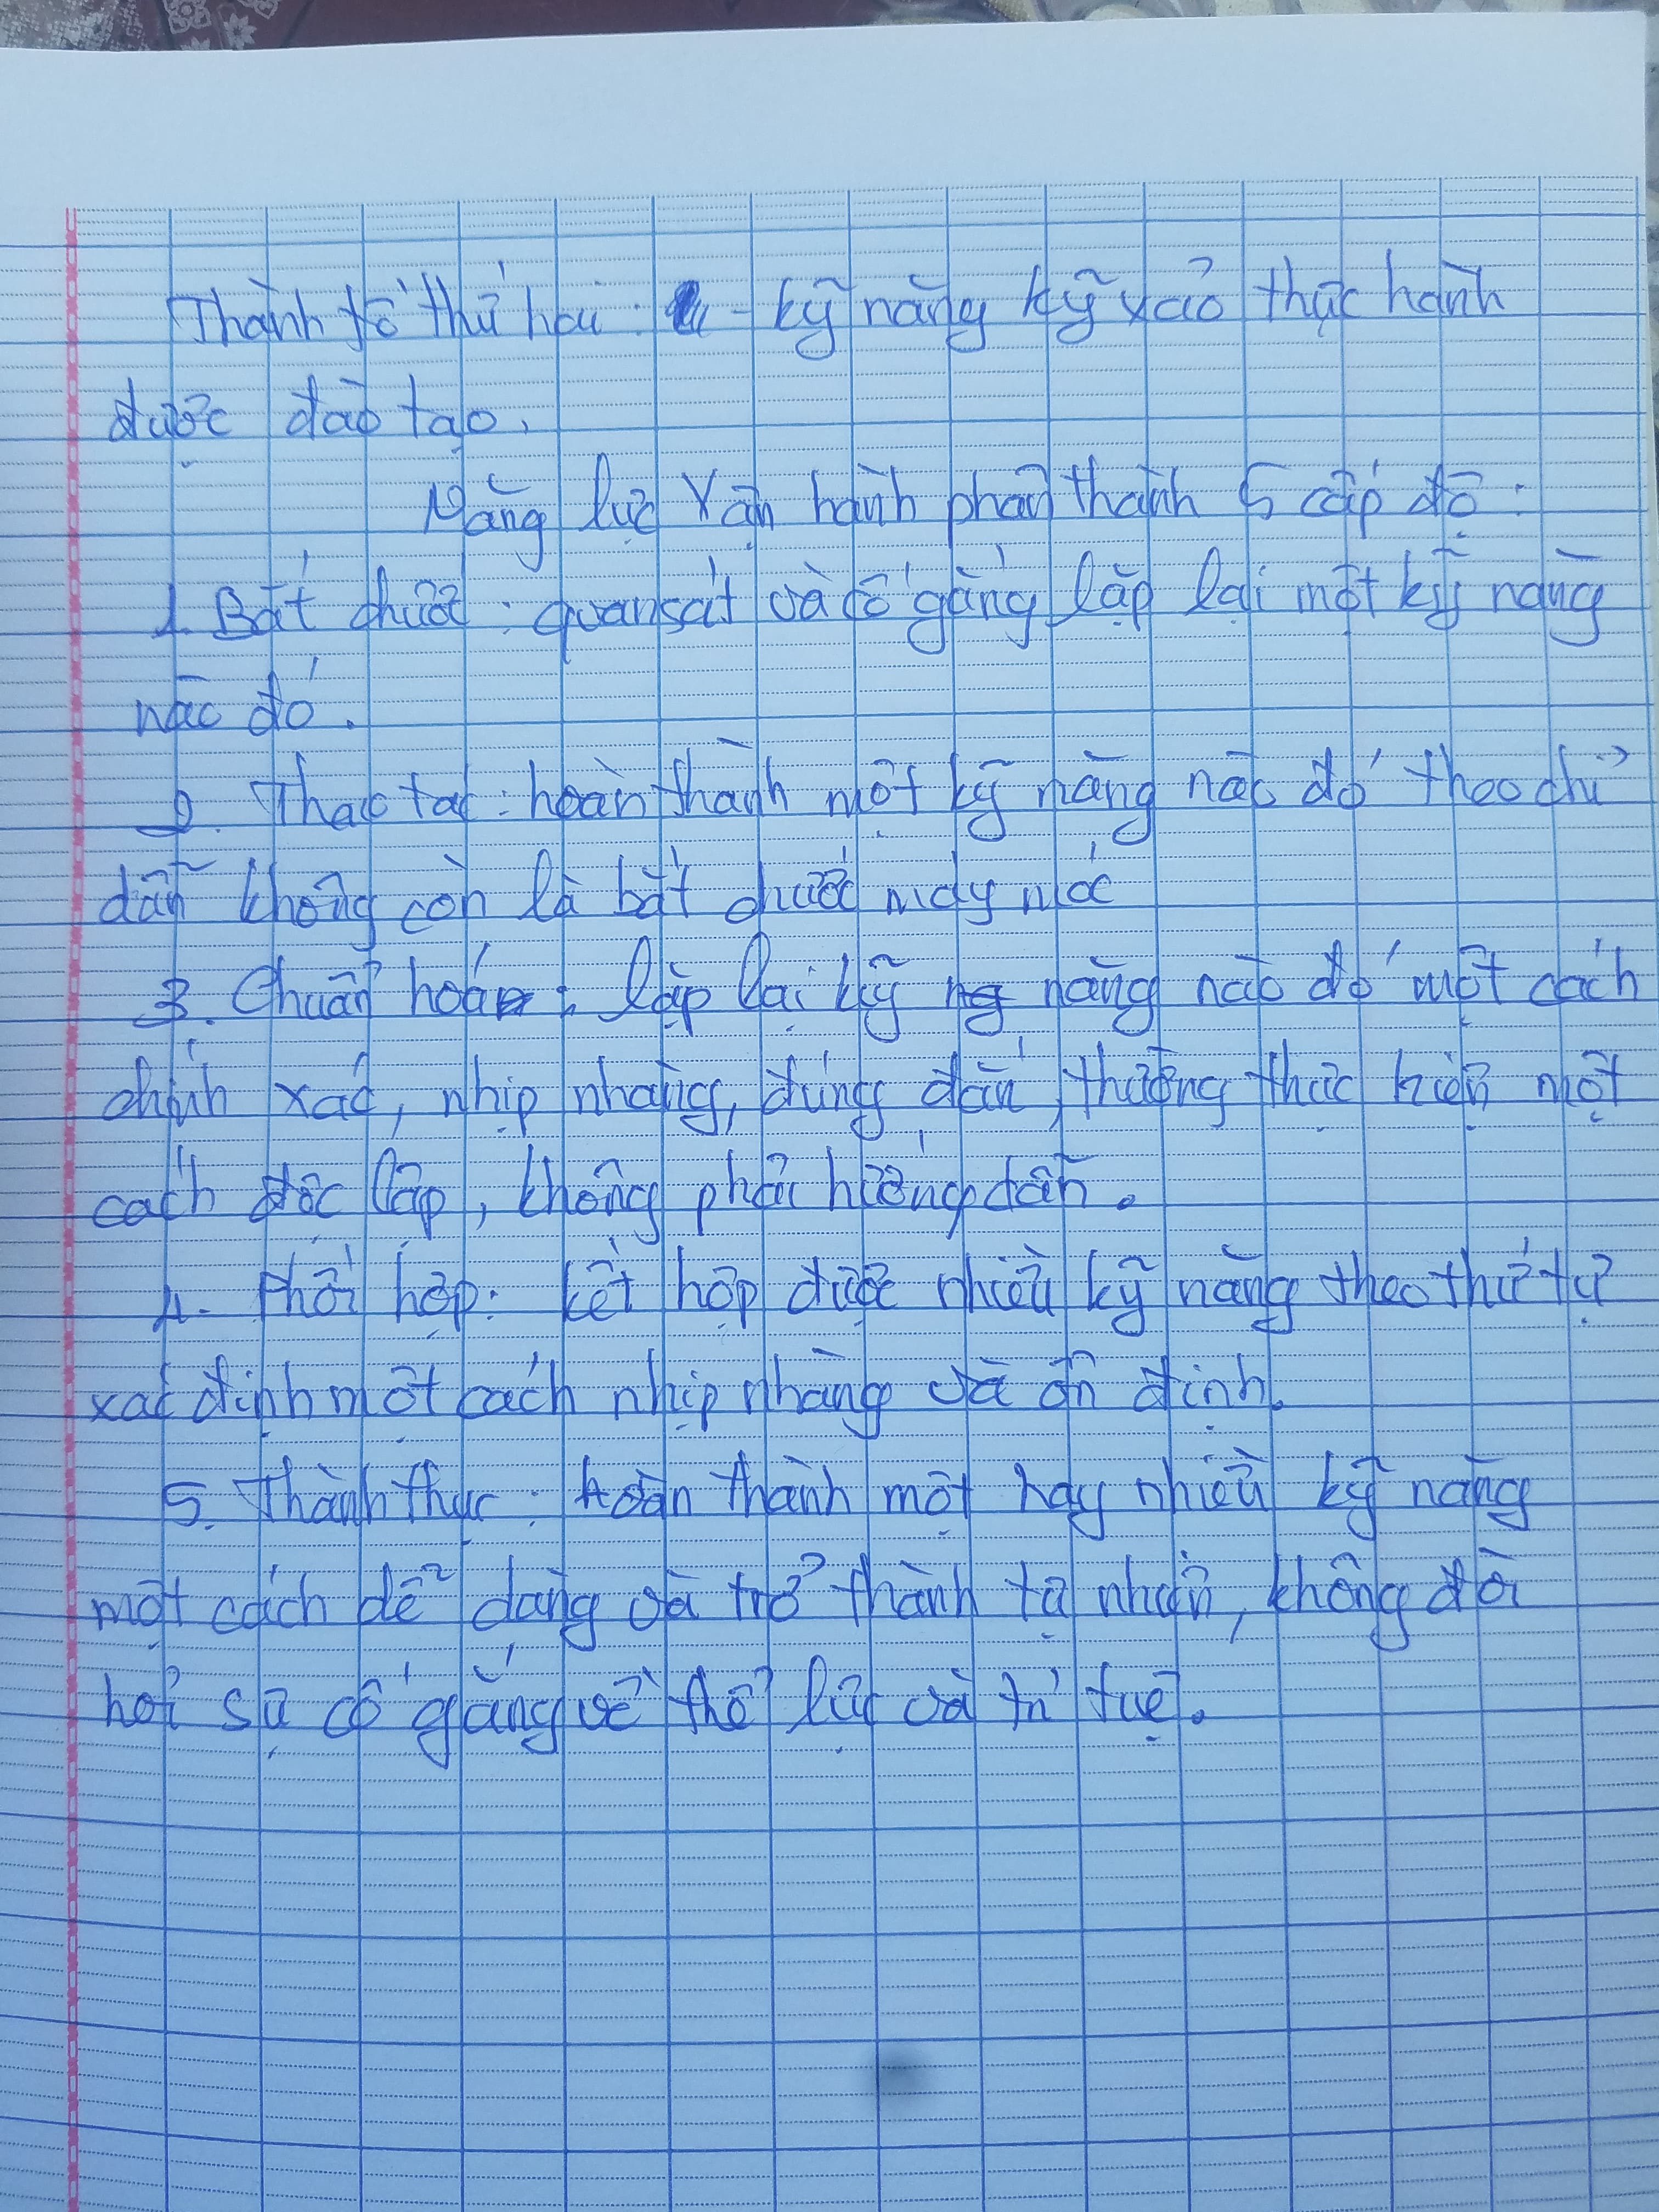 Thành tố thứ hai : - kỹ năng kỹ xảo thực hành
được đào tạo.
Năng lực Vận hành phân thành 5 cấp độ :
1. Bắt chước : quan sát và cố gắng lặp lại một kỹ năng
nào đó.
2. Thao tác : hoàn thành một kỹ năng nào đó theo chỉ
dẫn không còn là bắt chước máy móc
3. Chuẩn hoá : lặp lại kỹ năng nào đó một cách
chính xác, nhịp nhàng, đúng đắn, thường thực hiện một
cách độc lập, không phải hướng dẫn.
4. Phối hợp : kết hợp được nhiều kỹ năng theo thứ tự
xác định một cách nhịp nhàng và ổn định.
5. Thành thục : hoàn thành một hay nhiều kỹ năng
một cách dễ dàng và trở thành tự nhiên, không đòi
hỏi sự cố gắng về thể lực và trí tuệ.